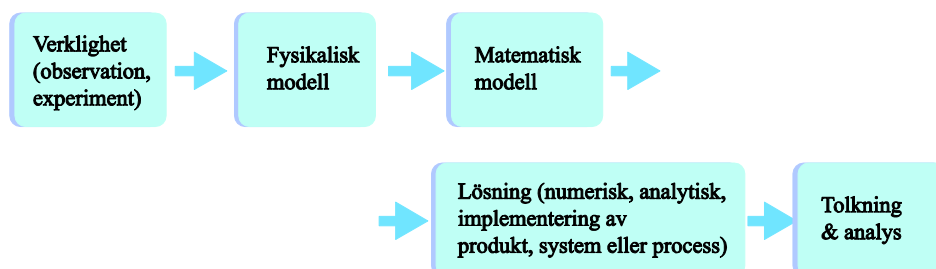 Verklighet
(observation,
experiment)
Fysikalisk
modell
Matematisk
modell
Lösning (numerisk, analytisk,
implementering av
produkt, system eller process)
Tolkning
& analys